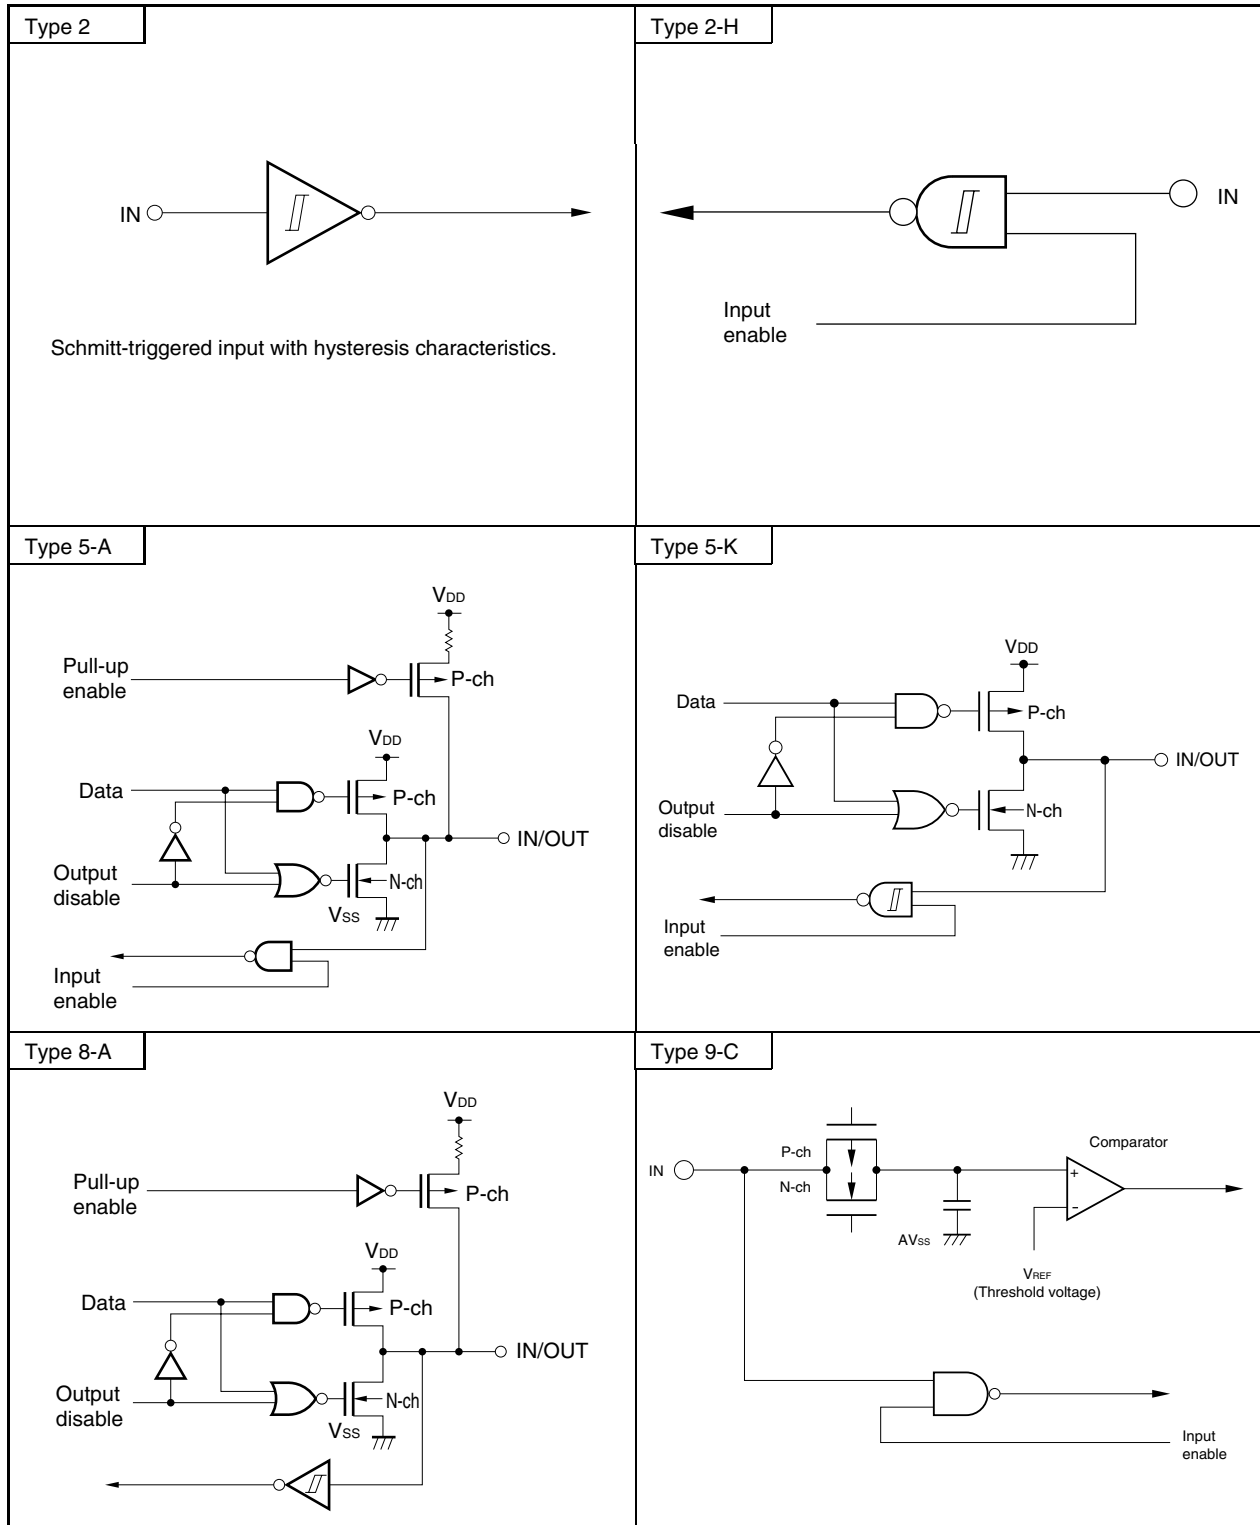 Type 2
Type 2-H
IN
IN
Input
enable
Schmitt-triggered input with hysteresis characteristics.
Type 5-A
Type 5-K
VDD
Pull-up
enable
P-ch
VDD
Data
P-ch
IN/OUT
Output
disable
N-ch
VSS
Input
enable
VDD
Data
P-ch
IN/OUT
Output
disable
N-ch
Input
enable
Type 8-A
Type 9-C
VDD
Pull-up
enable
P-ch
VDD
Data
P-ch
IN/OUT
Output
disable
N-ch
VSS
Comparator
P-ch
IN
N-ch
+
-
AVSS
VREF
(Threshold voltage)
Input
enable